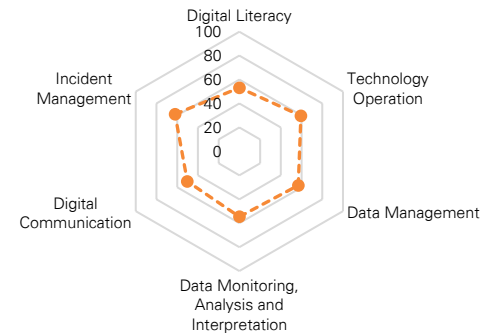 Digital Literacy
100
80
60
40
20
0
Technology
Operation
Data Management
Data Monitoring,
Analysis and
Interpretation
Digital
Communication
Incident
Management